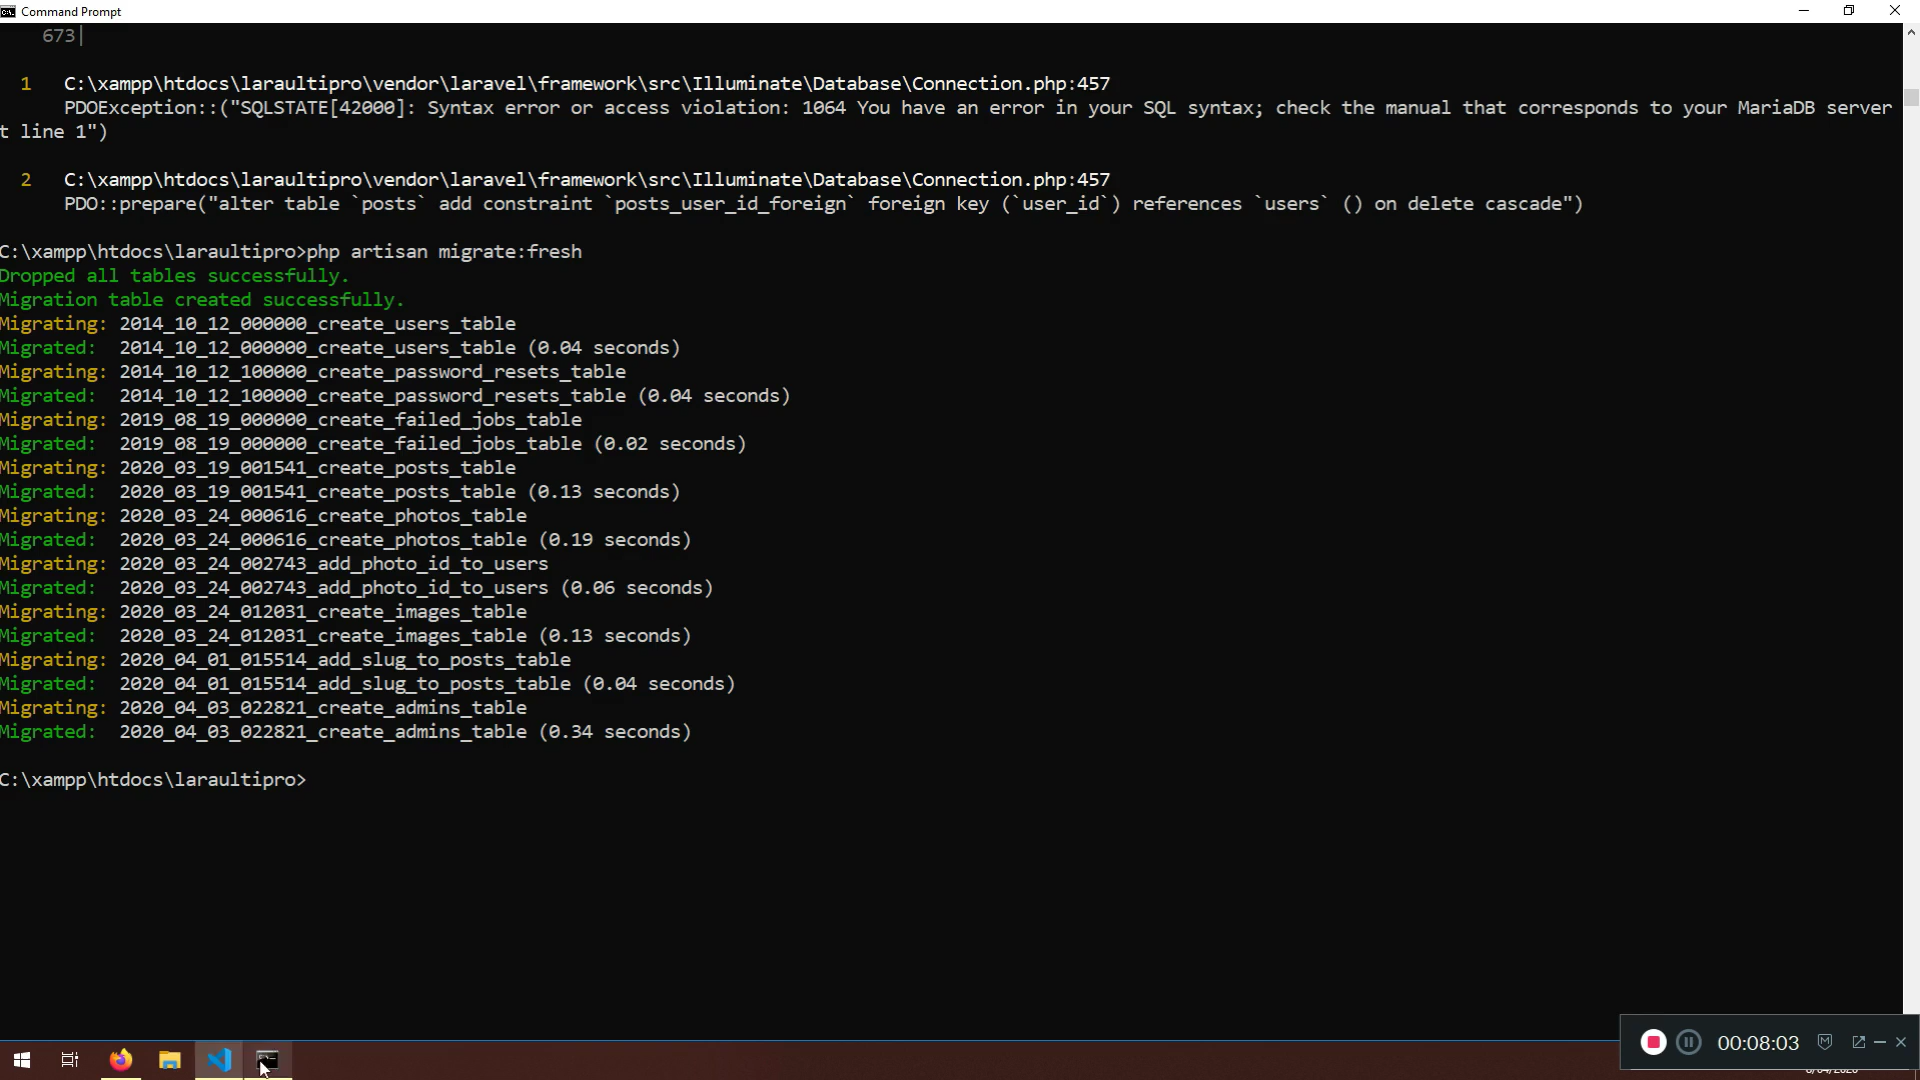 Command Prompt
673|
1 C:\xampp\htdocs\laraultipro\vendor\laravel\framework\src\Illuminate\Database\Connection.php:457
PDOException::("SQLSTATE[42000]: Syntax error or access violation: 1064 You have an error in your SQL syntax; check the manual that corresponds to your MariaDB server
t line 1")
2 C:\xampp\htdocs\laraultipro\vendor\laravel\framework\src\Illuminate\Database\Connection.php:457
PDO::prepare("alter table `posts` add constraint `posts_user_id_foreign` foreign key (`user_id`) references `users` () on delete cascade")
C:\xampp\htdocs\laraultipro>php artisan migrate:fresh
Dropped all tables successfully.
Migration table created successfully.
Migrating: 2014_10_12_000000_create_users_table
Migrated:  2014_10_12_000000_create_users_table (0.04 seconds)
Migrating: 2014_10_12_100000_create_password_resets_table
Migrated:  2014_10_12_100000_create_password_resets_table (0.04 seconds)
Migrating: 2019_08_19_000000_create_failed_jobs_table
Migrated:  2019_08_19_000000_create_failed_jobs_table (0.02 seconds)
Migrating: 2020_03_19_001541_create_posts_table
Migrated:  2020_03_19_001541_create_posts_table (0.13 seconds)
Migrating: 2020_03_24_000616_create_photos_table
Migrated:  2020_03_24_000616_create_photos_table (0.19 seconds)
Migrating: 2020_03_24_002743_add_photo_id_to_users
Migrated:  2020_03_24_002743_add_photo_id_to_users (0.06 seconds)
Migrating: 2020_03_24_012031_create_images_table
Migrated:  2020_03_24_012031_create_images_table (0.13 seconds)
Migrating: 2020_04_01_015514_add_slug_to_posts_table
Migrated:  2020_04_01_015514_add_slug_to_posts_table (0.04 seconds)
Migrating: 2020_04_03_022821_create_admins_table
Migrated:  2020_04_03_022821_create_admins_table (0.34 seconds)
C:\xampp\htdocs\laraultipro>
00:08:03